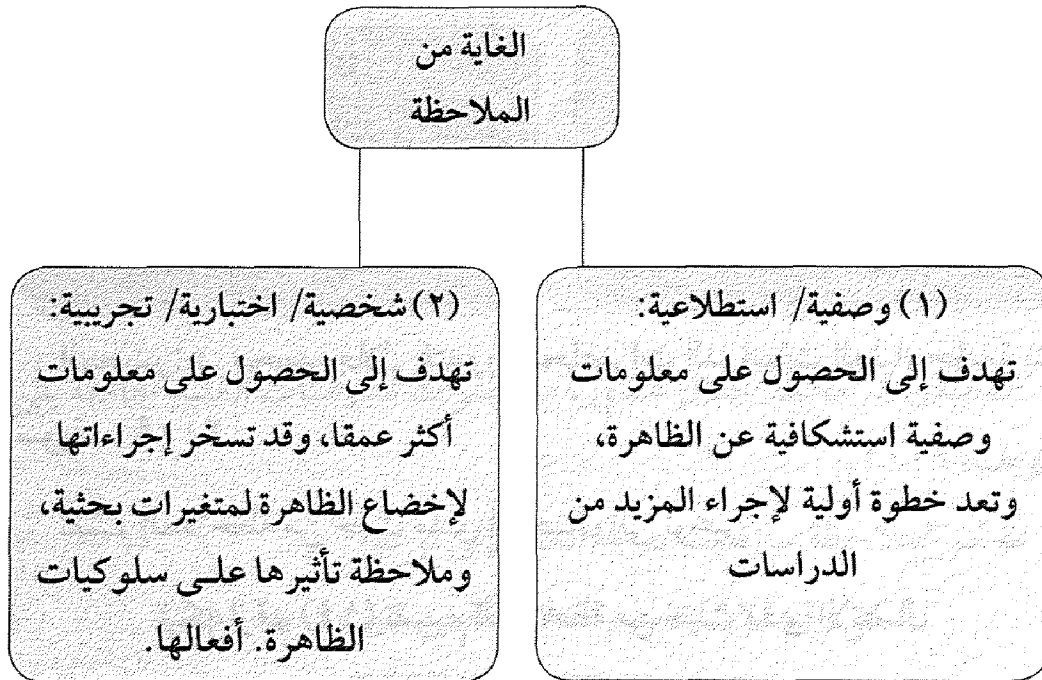 الغاية من
الملاحظة
(١) وصفية/ استطلاعية:
تهدف إلى الحصول على معلومات
وصفية استشكافية عن الظاهرة،
وتعد خطوة أولية لإجراء المزيد من
الدراسات
(٢) شخصية/ اختبارية/ تجريبية:
تهدف إلى الحصول على معلومات
أكثر عمقا، وقد تسخر إجراءاتها
لإخضاع الظاهرة لمتغيرات بحثية،
وملاحظة تأثيرها على سلوكيات
الظاهرة. أفعالها.